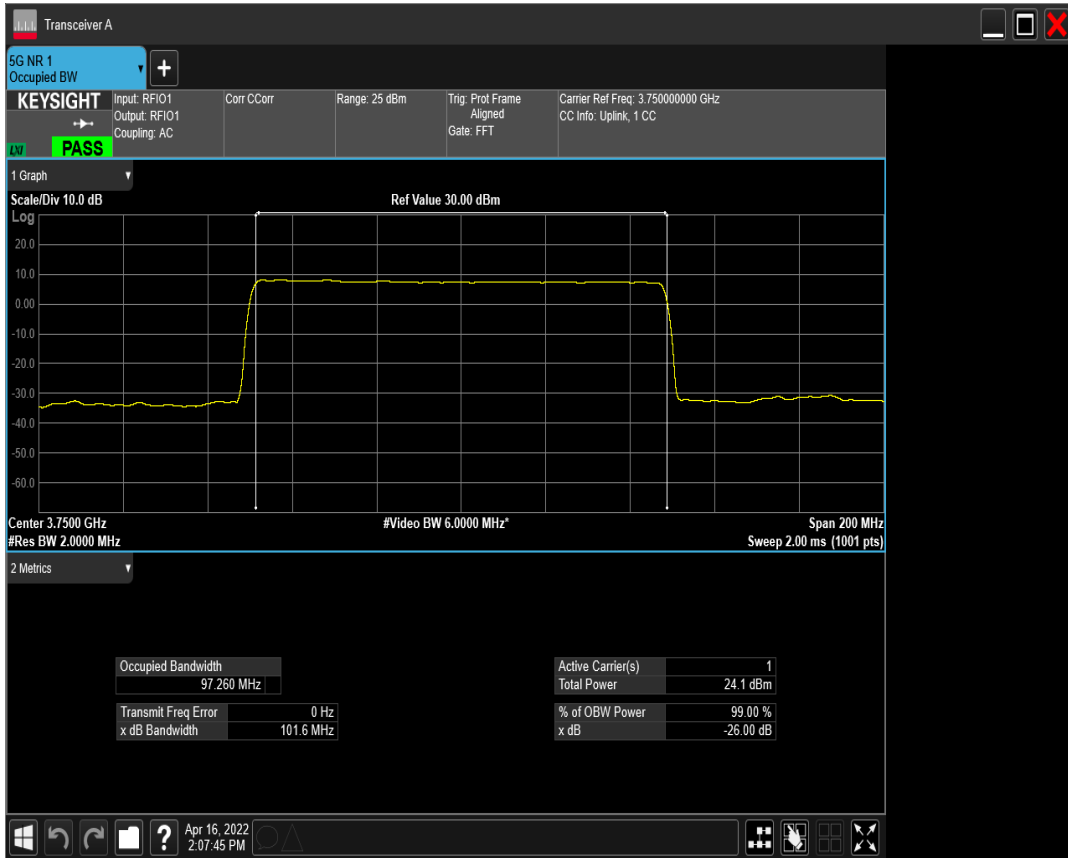 Transceiver A
5G NR 1
Occupied BW
+
KEYSIGHT
LXI
PASS
Input: RFIO1
Output: RFIO1
Coupling: AC
Corr CCorr
Range: 25 dBm
Trig: Prot Frame
Aligned
Gate: FFT
Carrier Ref Freq: 3.750000000 GHz
CC Info: Uplink, 1 CC
1 Graph
Scale/Div 10.0 dB
Ref Value 30.00 dBm
Log
20.0
10.0
0.00
-10.0
-20.0
-30.0
-40.0
-50.0
-60.0
Center 3.7500 GHz
#Video BW 6.0000 MHz*
Span 200 MHz
#Res BW 2.0000 MHz
Sweep 2.00 ms (1001 pts)
2 Metrics
Occupied Bandwidth
97.260 MHz
Transmit Freq Error 0 Hz
x dB Bandwidth 101.6 MHz
Active Carrier(s) 1
Total Power 24.1 dBm
% of OBW Power 99.00 %
x dB -26.00 dB
?
Apr 16, 2022
2:07:45 PM